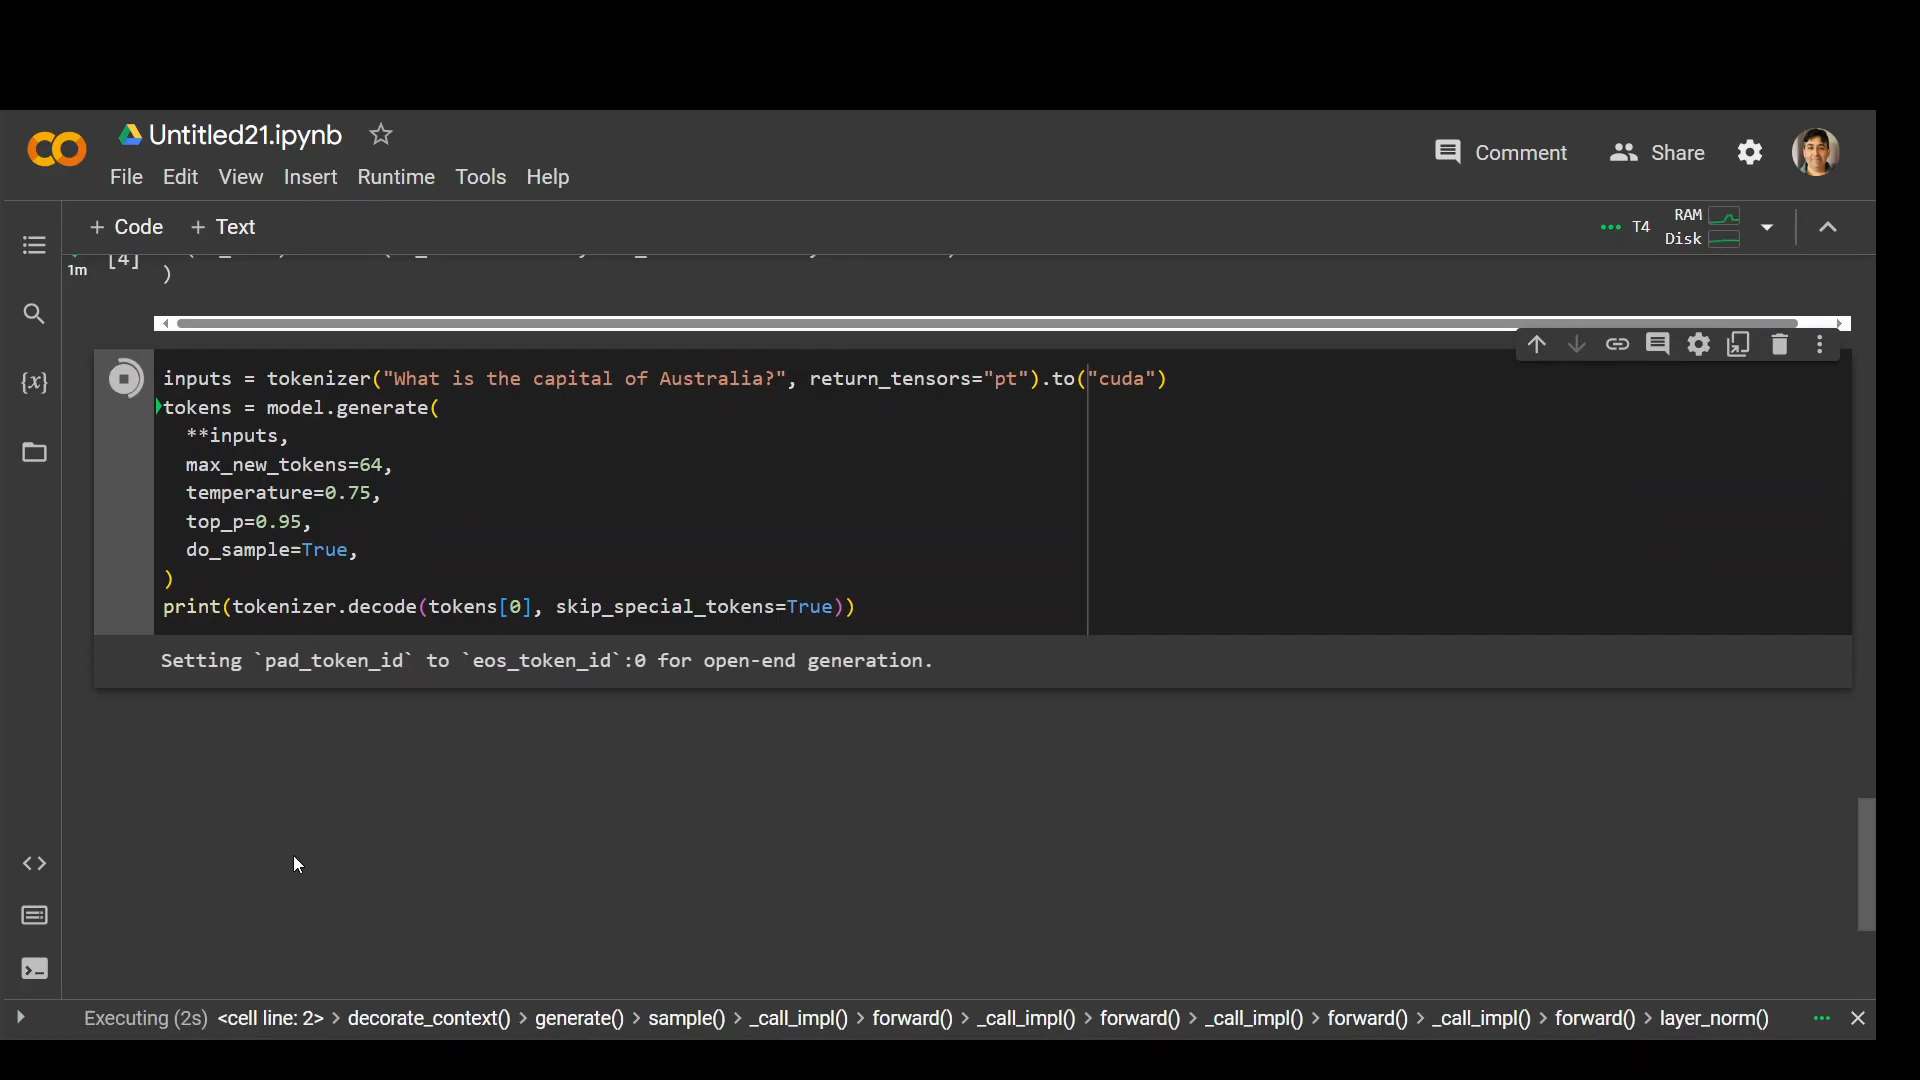 Untitled21.ipynb
File Edit View Insert Runtime Tools Help
Comment Share
+ Code + Text
T4 RAM
Disk
1m [4]
)
{x}
inputs = tokenizer("What is the capital of Australia?", return_tensors="pt").to("cuda")
tokens = model.generate(
**inputs,
max_new_tokens=64,
temperature=0.75,
top_p=0.95,
do_sample=True,
)
print(tokenizer.decode(tokens[0], skip_special_tokens=True))
Setting `pad_token_id` to `eos_token_id`:0 for open-end generation.
Executing (2s) <cell line: 2> > decorate_context() > generate() > sample() > _call_impl() > forward() > _call_impl() > forward() > _call_impl() > forward() > _call_impl() > forward() > layer_norm()